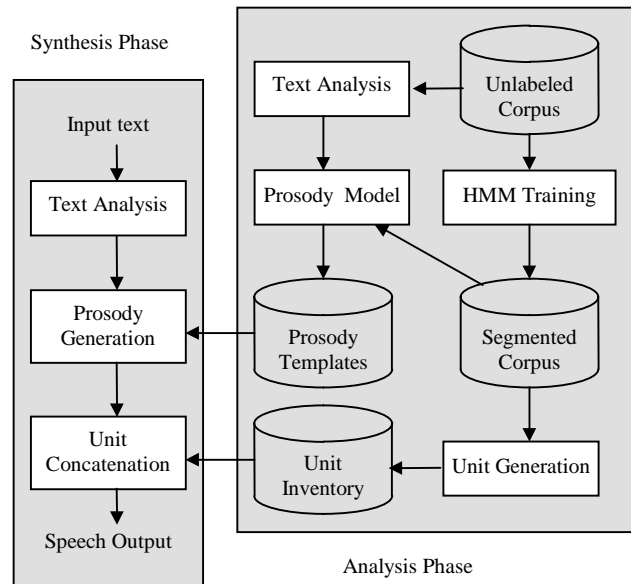 Synthesis Phase
Input text
Text Analysis
Prosody
Generation
Unit
Concatenation
Speech Output
Text Analysis
Unlabeled
Corpus
Prosody Model
HMM Training
Prosody
Templates
Segmented
Corpus
Unit
Inventory
Unit Generation
Analysis Phase